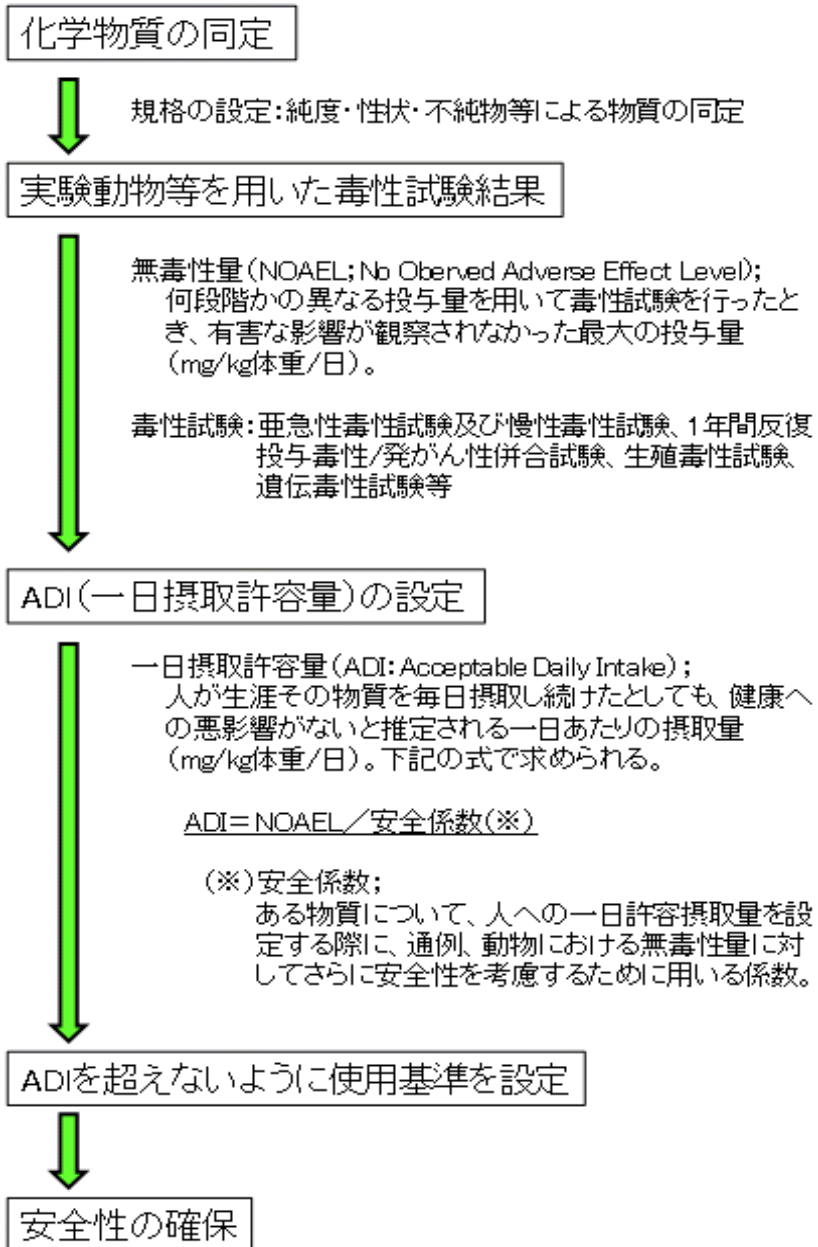 化学物質の同定
規格の設定:純度・性状・不純物等による物質の同定
実験動物等を用いた毒性試験結果
無毒性量(NOAEL;No Oberved Adverse Effect Level);
何段階かの異なる投与量を用いて毒性試験を行ったと
き、有害な影響が観察されなかった最大の投与量
(mg/kg体重/日)。
毒性試験:亜急性毒性試験及び慢性毒性試験、1年間反復
投与毒性/発がん性併合試験、生殖毒性試験、
遺伝毒性試験等
ADI(一日摂取許容量)の設定
一日摂取許容量(ADI:Acceptable Daily Intake);
人が生涯その物質を毎日摂取し続けたとしても、健康へ
の悪影響がないと推定される一日あたりの摂取量
(mg/kg体重/日)。下記の式で求められる。
ADI=NOAEL/安全係数(※)
(※)安全係数;
ある物質について、人への一日許容摂取量を設
定する際に、通例、動物における無毒性量に対
してさらに安全性を考慮するために用いる係数。
ADIを超えないように使用基準を設定
安全性の確保